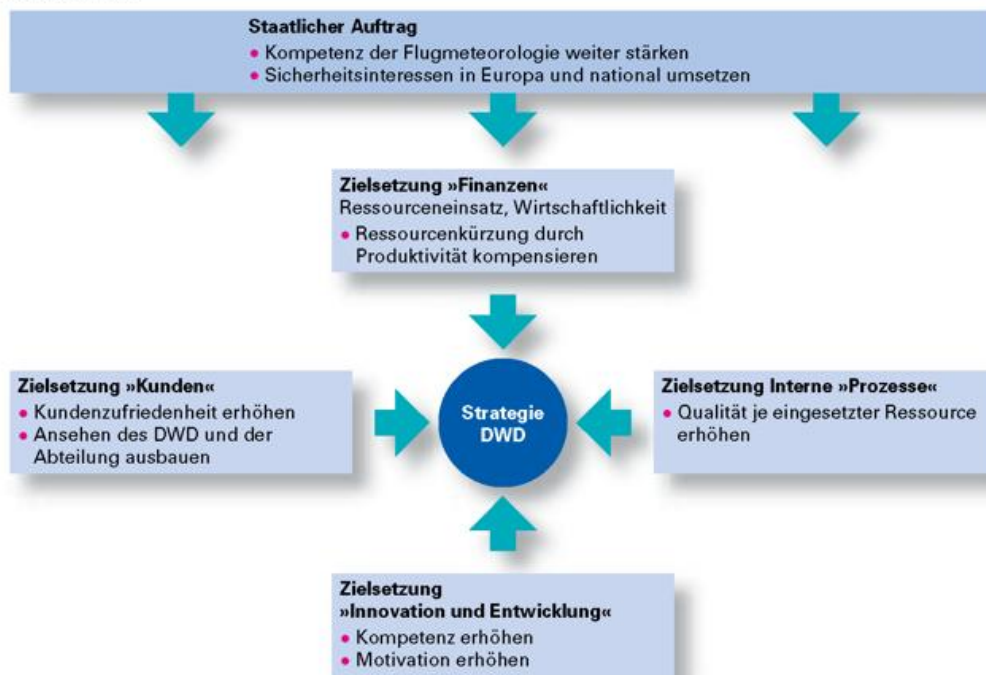 Staatlicher Auftrag
• Kompetenz der Flugmeteorologie weiter stärken
• Sicherheitsinteressen in Europa und national umsetzen
Zielsetzung »Finanzen«
Ressourceneinsatz, Wirtschaftlichkeit
• Ressourcenkürzung durch
Produktivität kompensieren
Zielsetzung »Kunden«
• Kundenzufriedenheit erhöhen
• Ansehen des DWD und der
Abteilung ausbauen
Strategie
DWD
Zielsetzung Interne »Prozesse«
• Qualität je eingesetzter Ressource
erhöhen
Zielsetzung
»Innovation und Entwicklung«
• Kompetenz erhöhen
• Motivation erhöhen